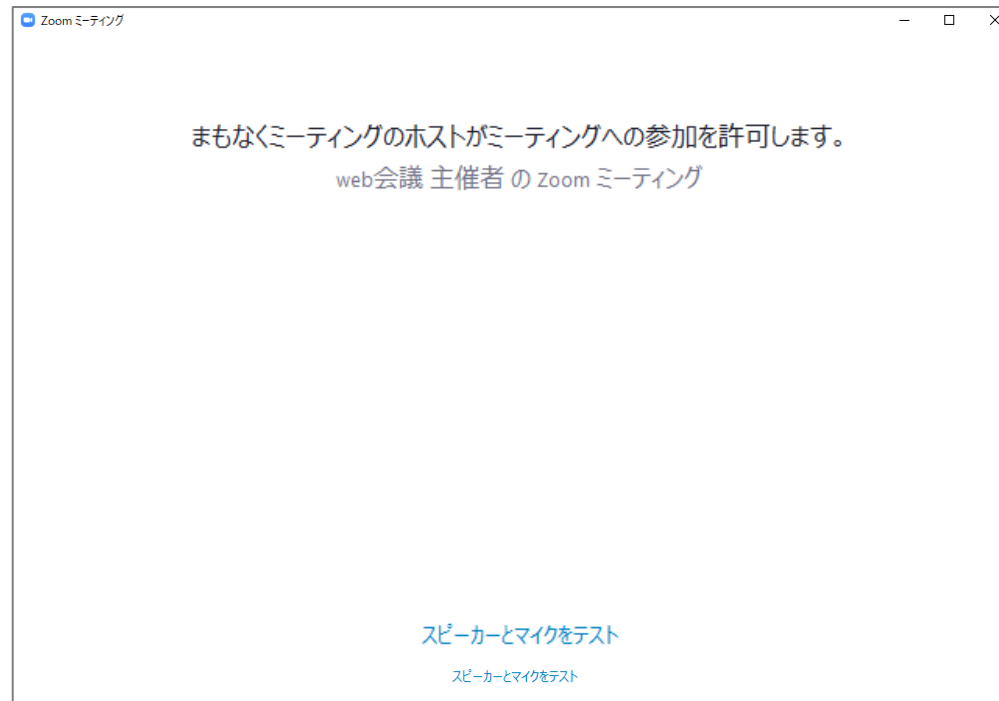 Zoom ミーティング
まもなくミーティングのホストがミーティングへの参加を許可します。
web会議 主催者 の Zoom ミーティング
スピーカーとマイクをテスト
スピーカーとマイクをテスト